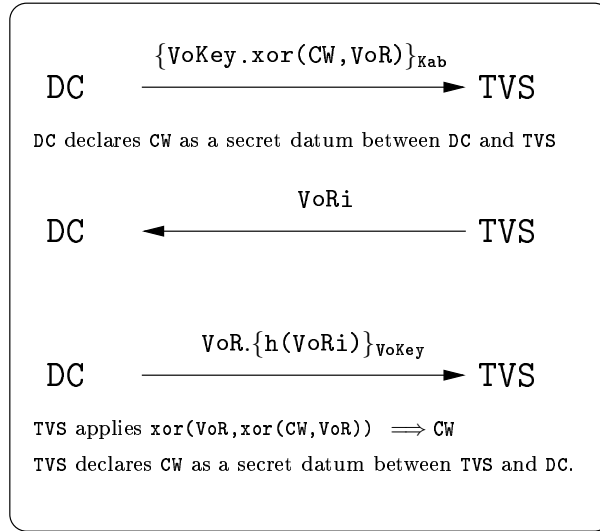 {VoKey.xor(CW,VoR)}Kab
DC TVS
DC declares CW as a secret datum between DC and TVS
VoRi
DC TVS
VoR.{h(VoRi)}VoKey
DC TVS
TVS applies xor(VoR,xor(CW,VoR)) ⟹ CW
TVS declares CW as a secret datum between TVS and DC.